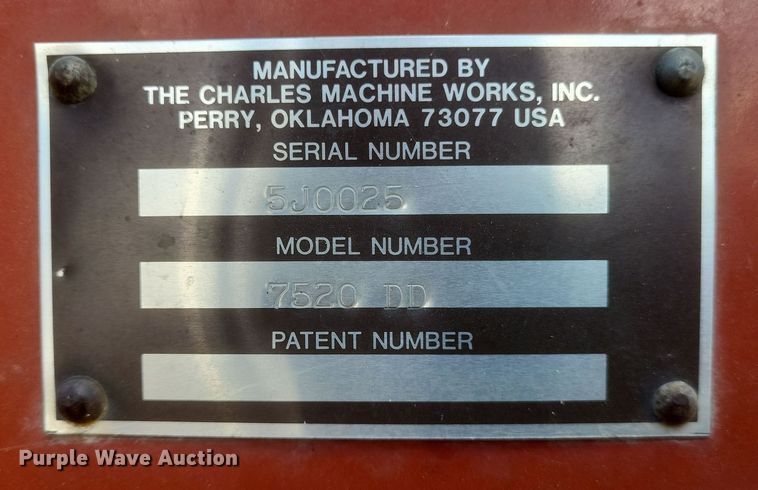 MANUFACTURED BY
THE CHARLES MACHINE WORKS, INC.
PERRY, OKLAHOMA 73077 USA
SERIAL NUMBER
5J0025
MODEL NUMBER
7520 DD
PATENT NUMBER
Purple Wave Auction